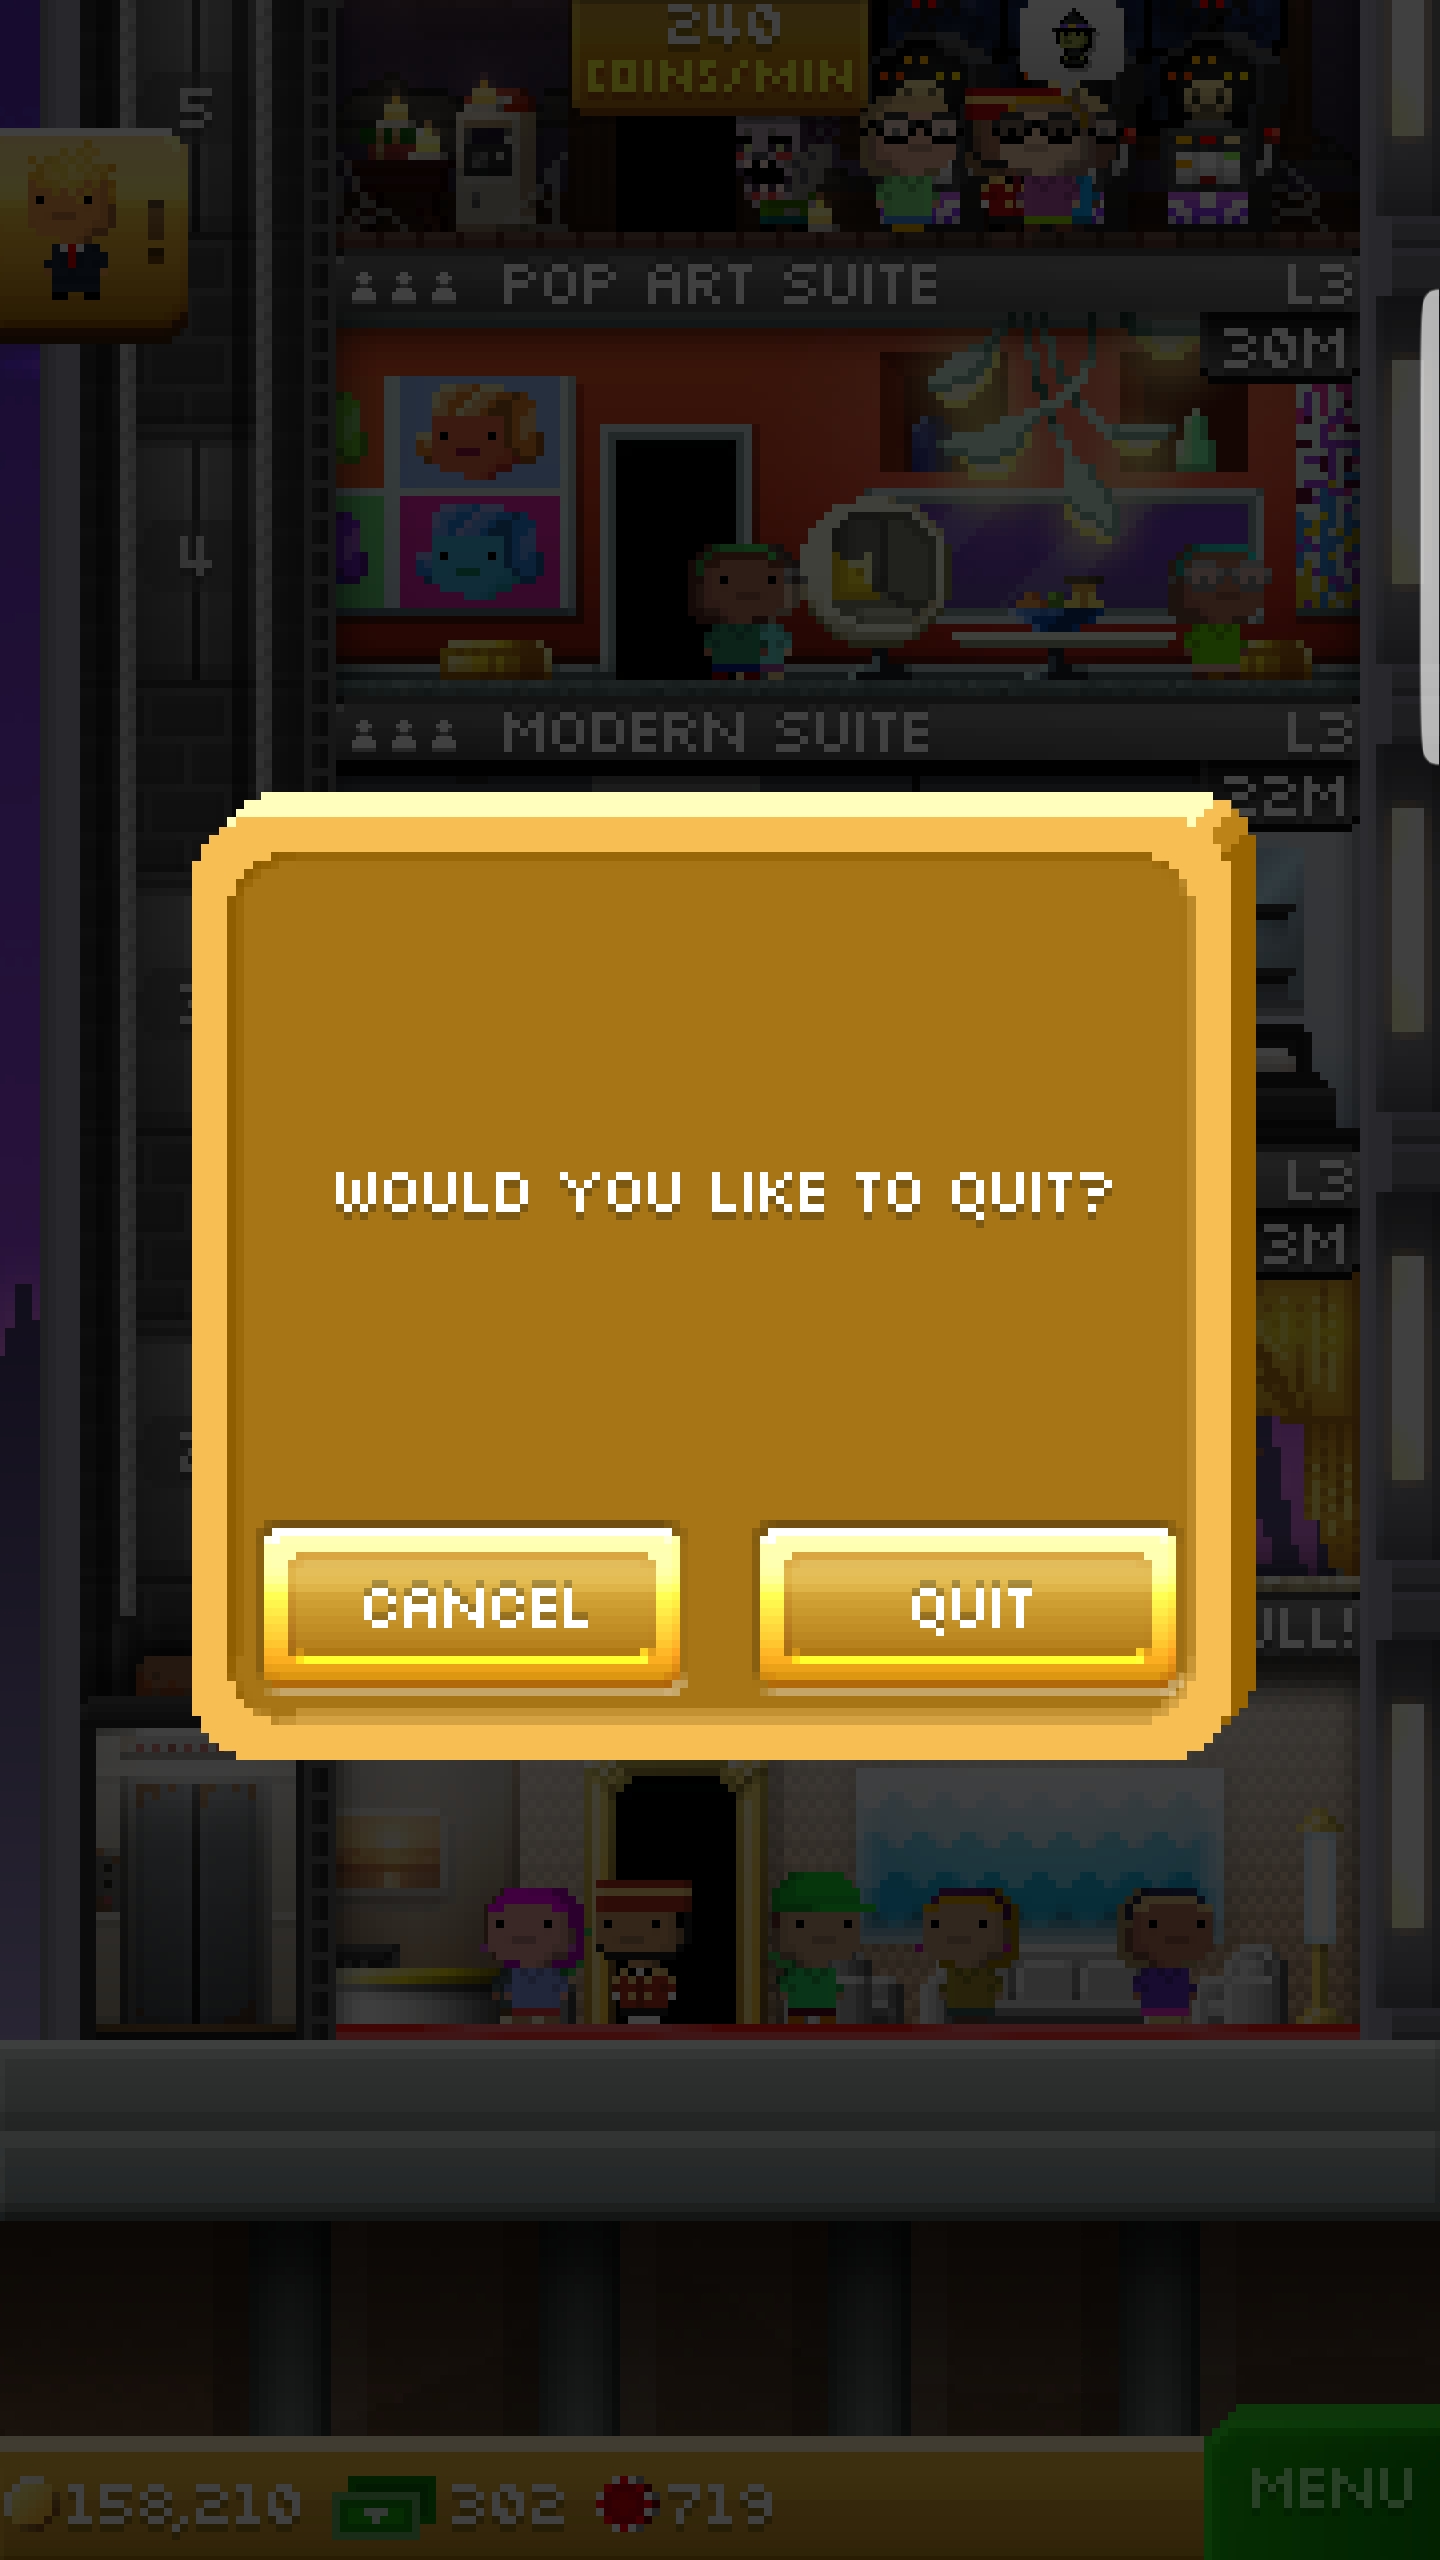 240
COINS/MIN
5
!
POP ART SUITE L3
30M
4
MODERN SUITE L3
22M
WOULD YOU LIKE TO QUIT?
L3
3M
CANCEL QUIT
158,210 302 719
MENU